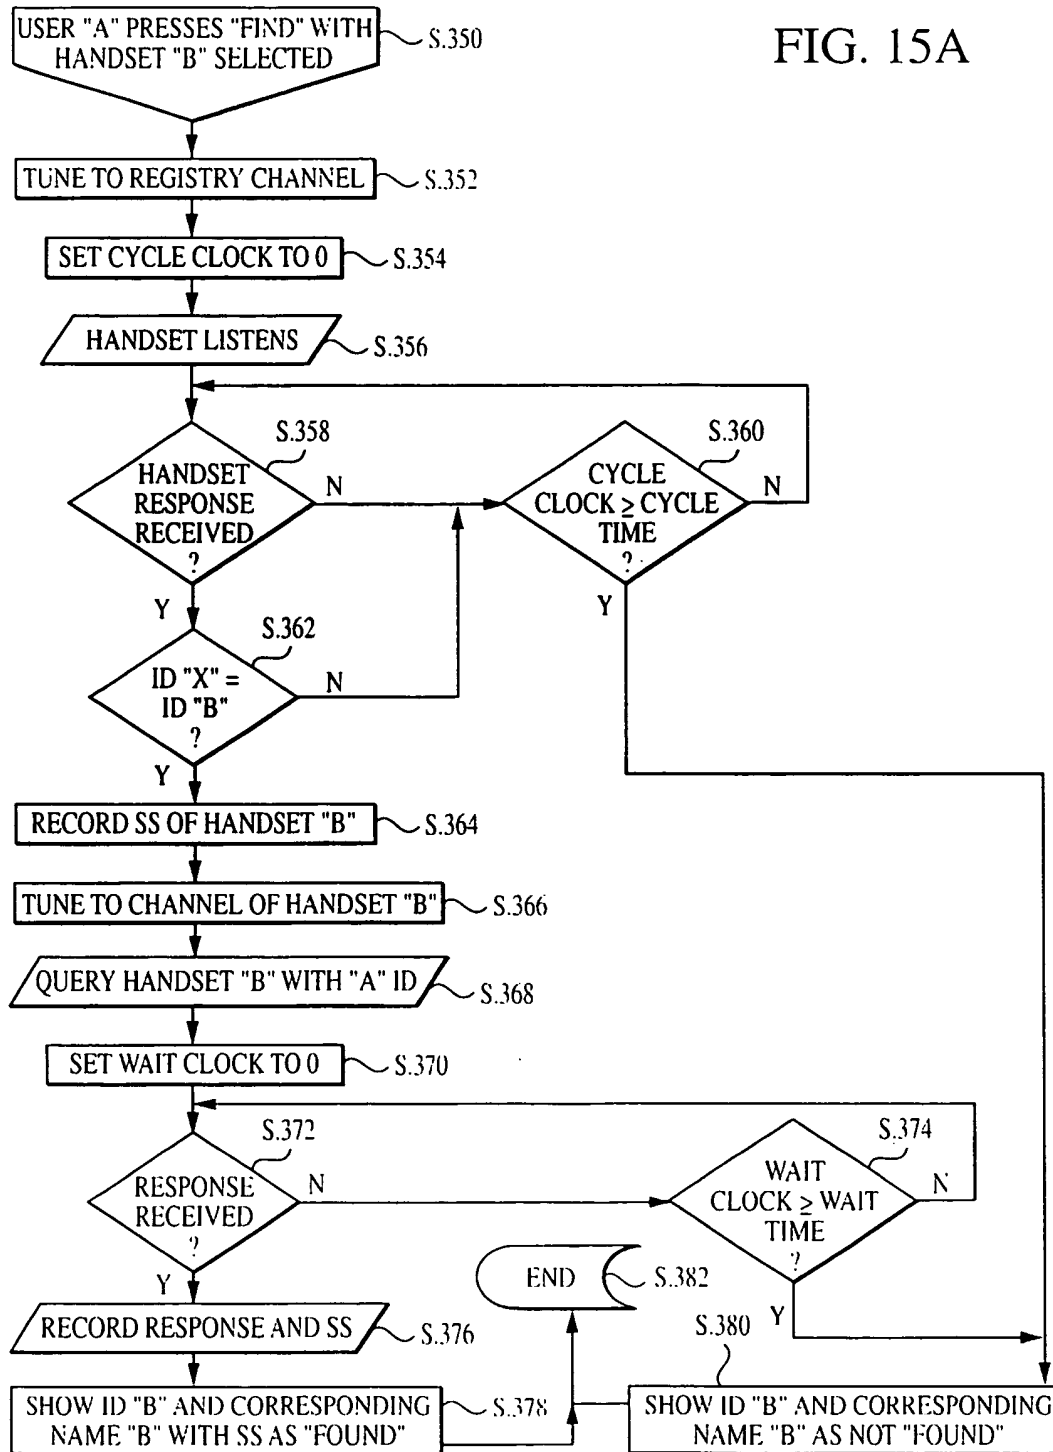 USER "A" PRESSES "FIND" WITH
HANDSET "B" SELECTED
S.350
FIG. 15A
TUNE TO REGISTRY CHANNEL
S.352
SET CYCLE CLOCK TO 0
S.354
HANDSET LISTENS
S.356
S.358
HANDSET
RESPONSE
RECEIVED
?
N
Y
S.360
CYCLE
CLOCK ≥ CYCLE
TIME
?
N
Y
S.362
ID "X" =
ID "B"
?
N
Y
RECORD SS OF HANDSET "B"
S.364
TUNE TO CHANNEL OF HANDSET "B"
S.366
QUERY HANDSET "B" WITH "A" ID
S.368
SET WAIT CLOCK TO 0
S.370
S.372
RESPONSE
RECEIVED
?
N
Y
S.374
WAIT
CLOCK ≥ WAIT
TIME
?
N
Y
END
S.382
RECORD RESPONSE AND SS
S.376
S.380
SHOW ID "B" AND CORRESPONDING
NAME "B" WITH SS AS "FOUND"
S.378
SHOW ID "B" AND CORRESPONDING
NAME "B" AS NOT "FOUND"